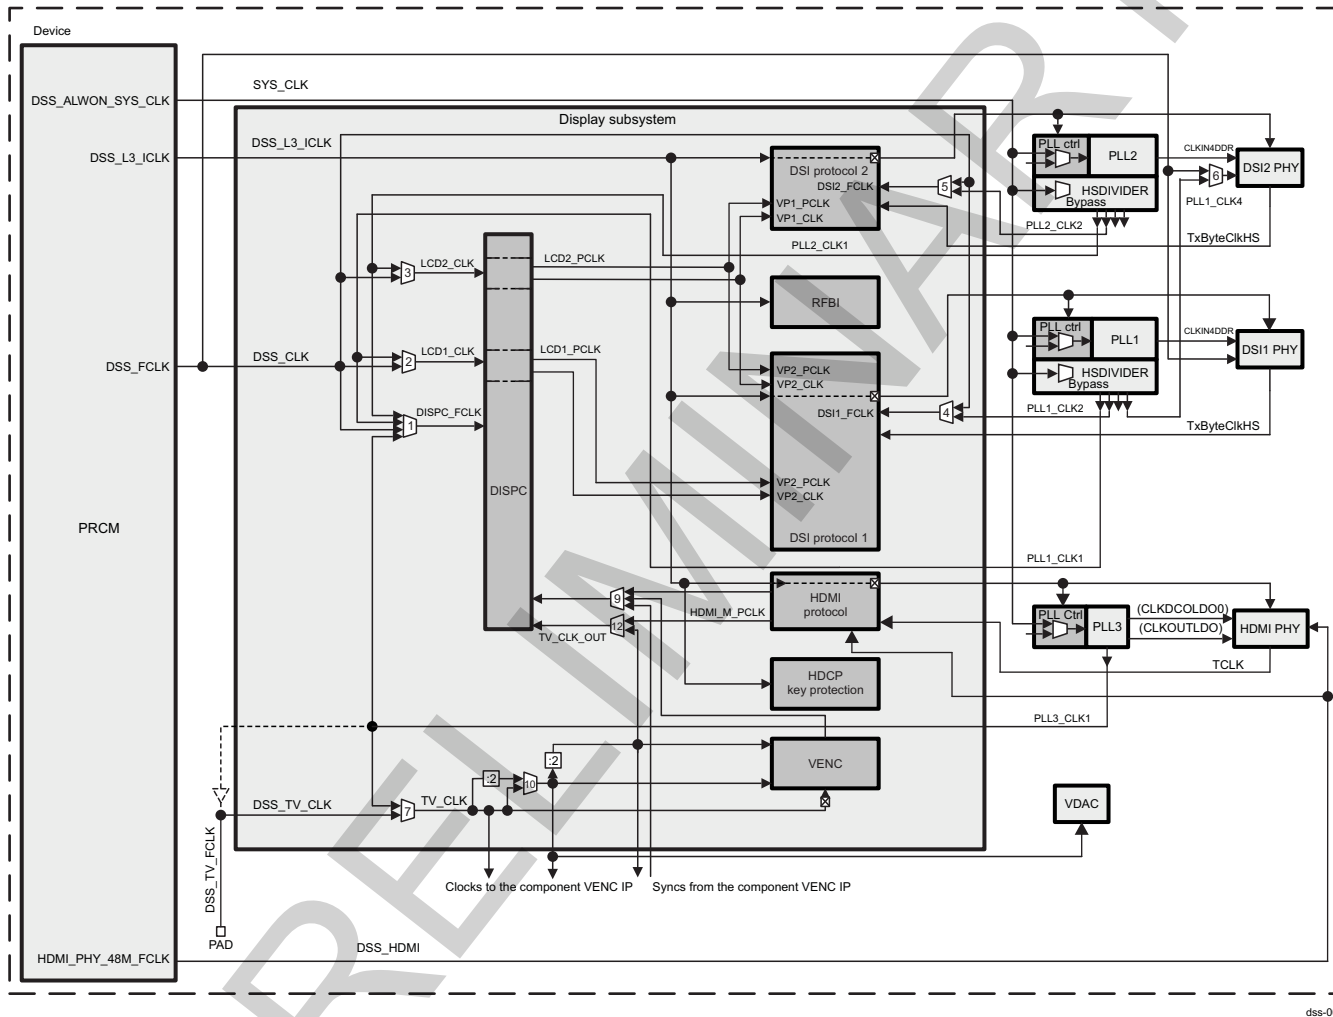 Device
SYS_CLK
DSS_ALWON_SYS_CLK
Display subsystem
DSS_L3_ICLK
DSS_L3_ICLK
PLL ctrl
PLL2
CLKIN4DDR
DSI2 PHY
DSI protocol 2
DSI2_FCLK
5
6
HSDIVIDER
Bypass
VP1_PCLK
VP1_CLK
PLL1_CLK4
PLL2_CLK2
TxByteClkHS
PLL2_CLK1
LCD2_CLK
3
LCD2_PCLK
RFBI
PLL ctrl
PLL1
CLKIN4DDR
DSI1 PHY
DSS_FCLK
DSS_CLK
2
LCD1_CLK
LCD1_PCLK
VP2_PCLK
VP2_CLK
HSDIVIDER
Bypass
DISPC_FCLK
1
DSI1_FCLK
4
PLL1_CLK2
TxByteClkHS
DISPC
VP2_PCLK
VP2_CLK
PRCM
DSI protocol 1
PLL1_CLK1
9
HDMI
protocol
HDMI_M_PCLK
12
TV_CLK_OUT
PLL Ctrl
PLL3
(CLKDCOLDO0)
(CLKOUTLDO)
HDMI PHY
TCLK
HDCP
key protection
PLL3_CLK1
:2
:2
10
VENC
DSS_TV_CLK
7
TV_CLK
VDAC
DSS_TV_FCLK
Clocks to the component VENC IP
Syncs from the component VENC IP
PAD
DSS_HDMI
HDMI_PHY_48M_FCLK
dss-0